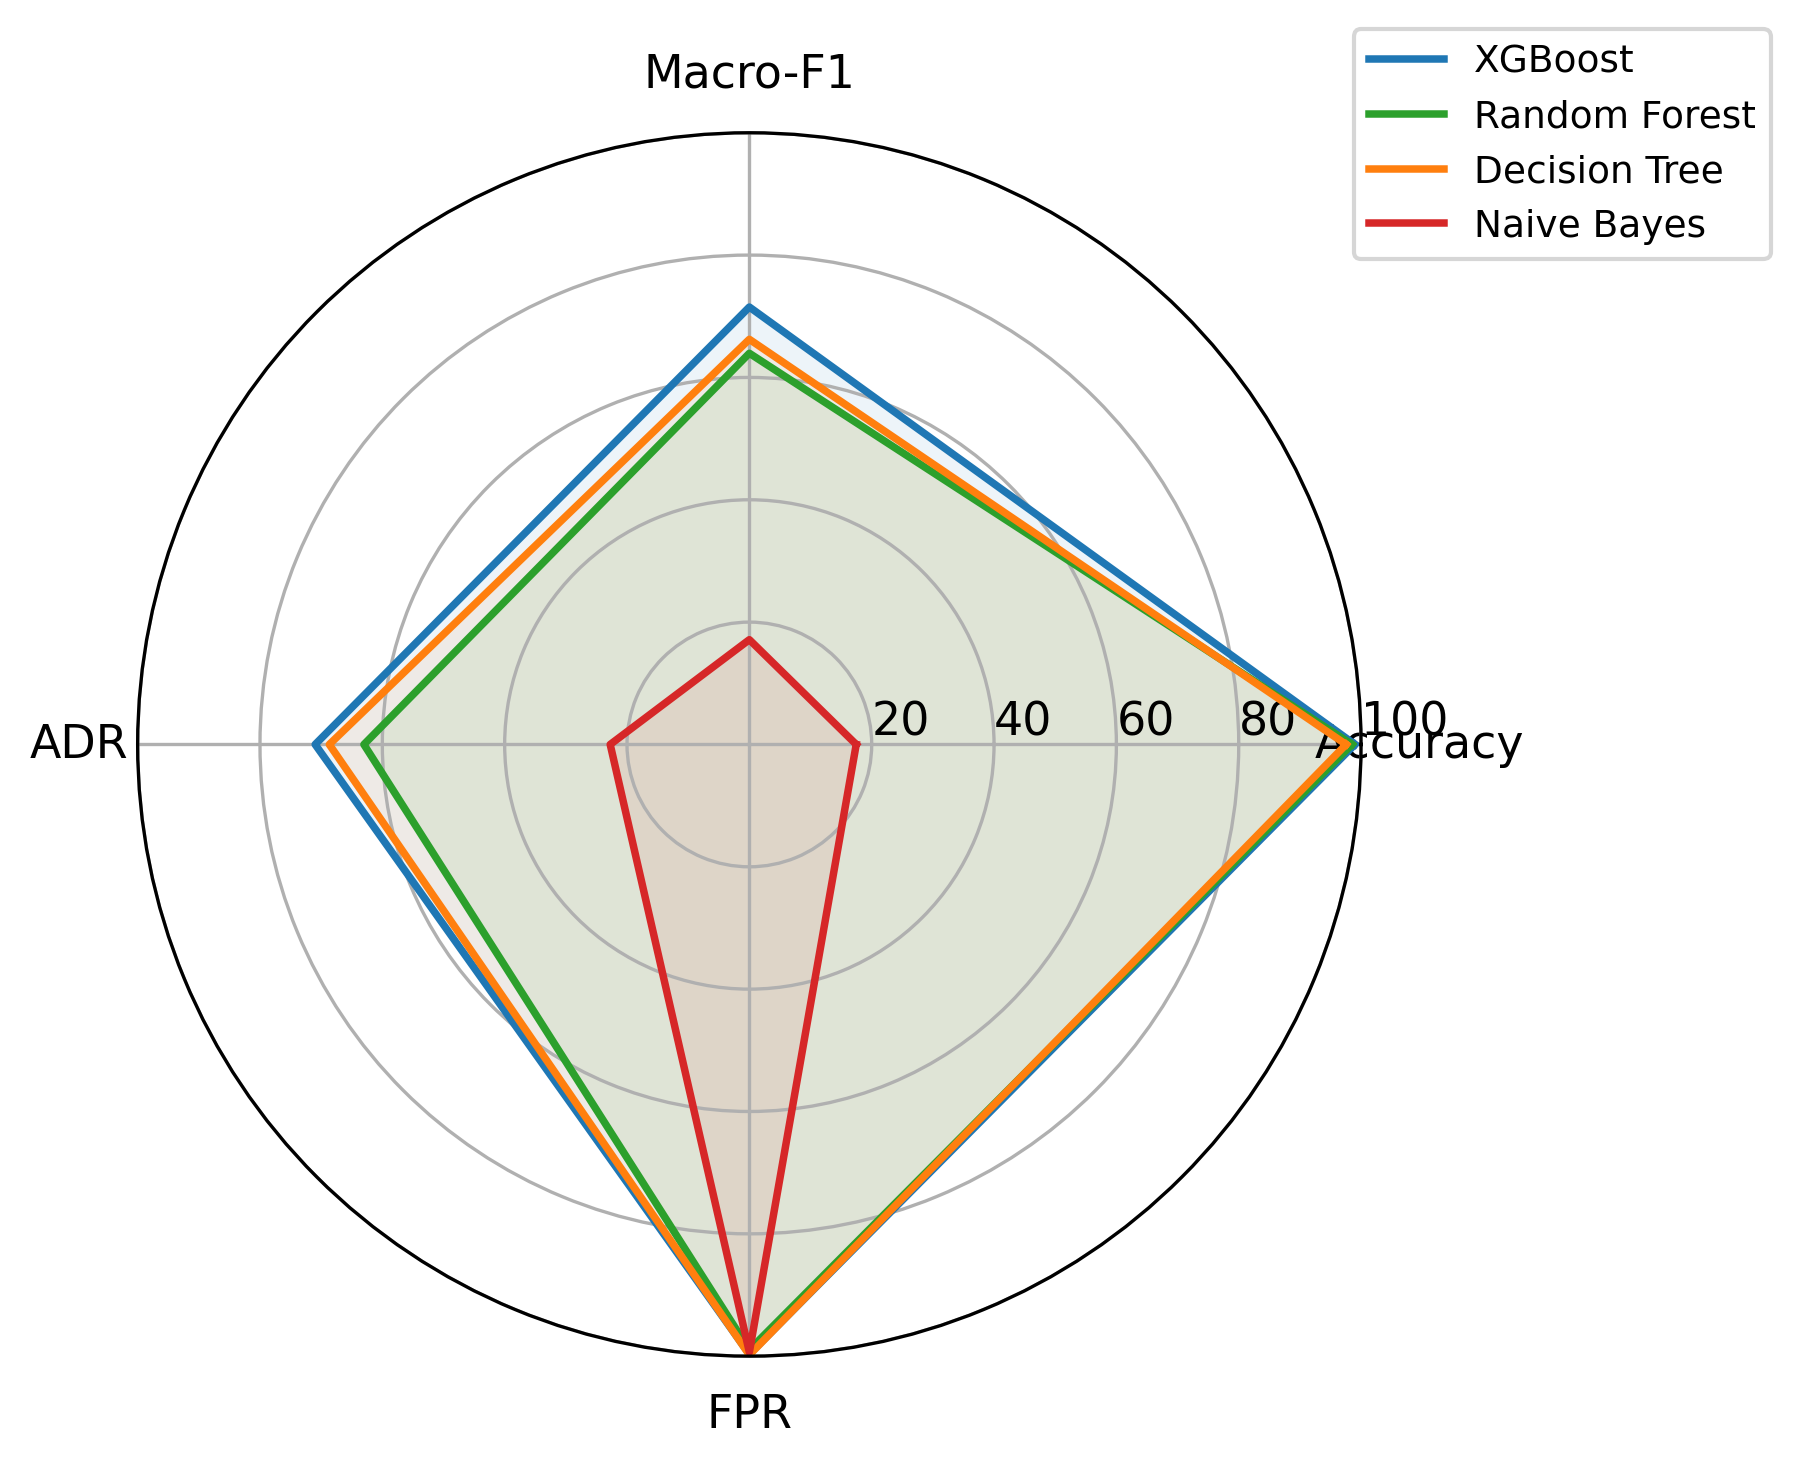 Macro-F1
XGBoost
Random Forest
Decision Tree
Naive Bayes
20
40
60
80
100
ADR
Accuracy
FPR